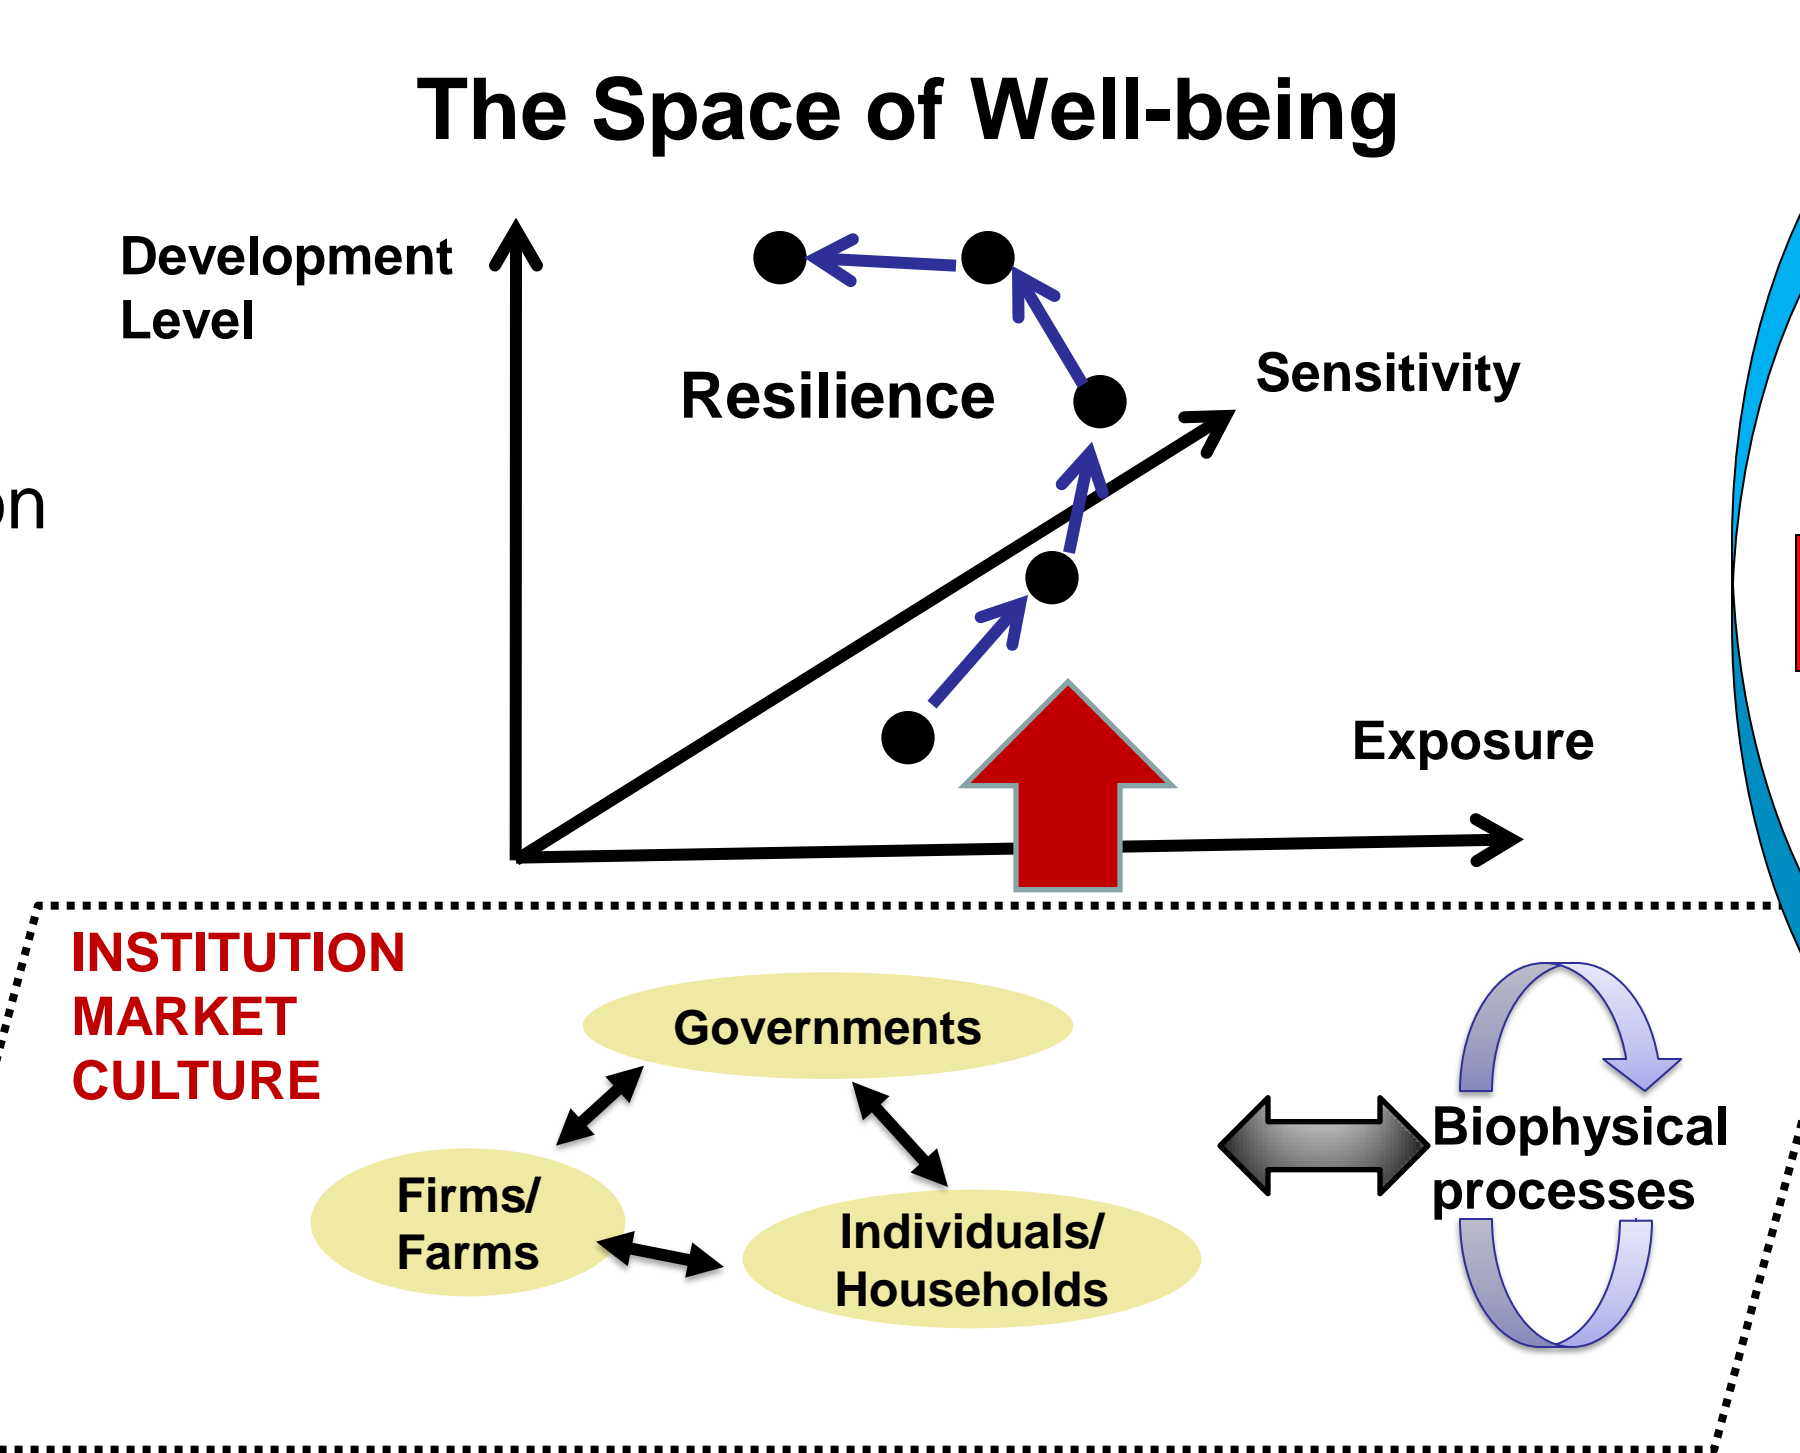 The Space of Well-being
Development
Level
Sensitivity
Resilience
on
Exposure
INSTITUTION
MARKET
CULTURE
Governments
Biophysical
processes
Firms/
Farms
Individuals/
Households